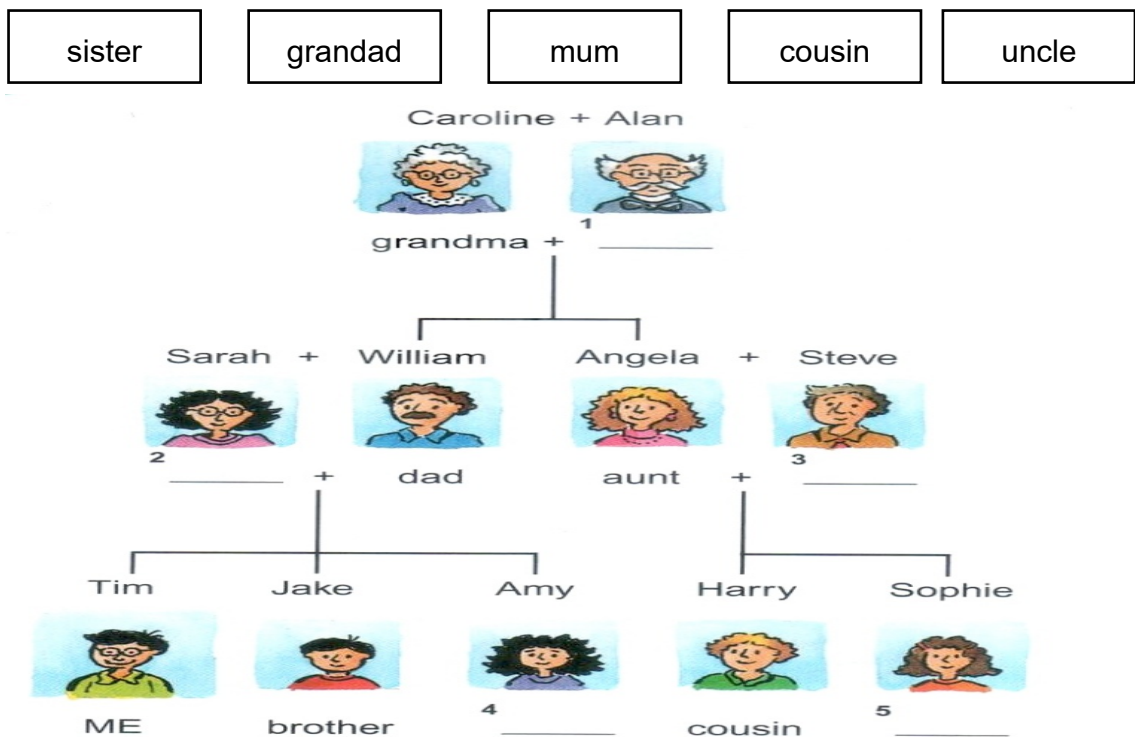 sister grandad mum cousin uncle
Caroline + Alan
1
grandma + ________
Sarah + William Angela + Steve
2 3
________ + dad aunt + ________
Tim Jake Amy Harry Sophie
4 5
ME brother ________ cousin ________